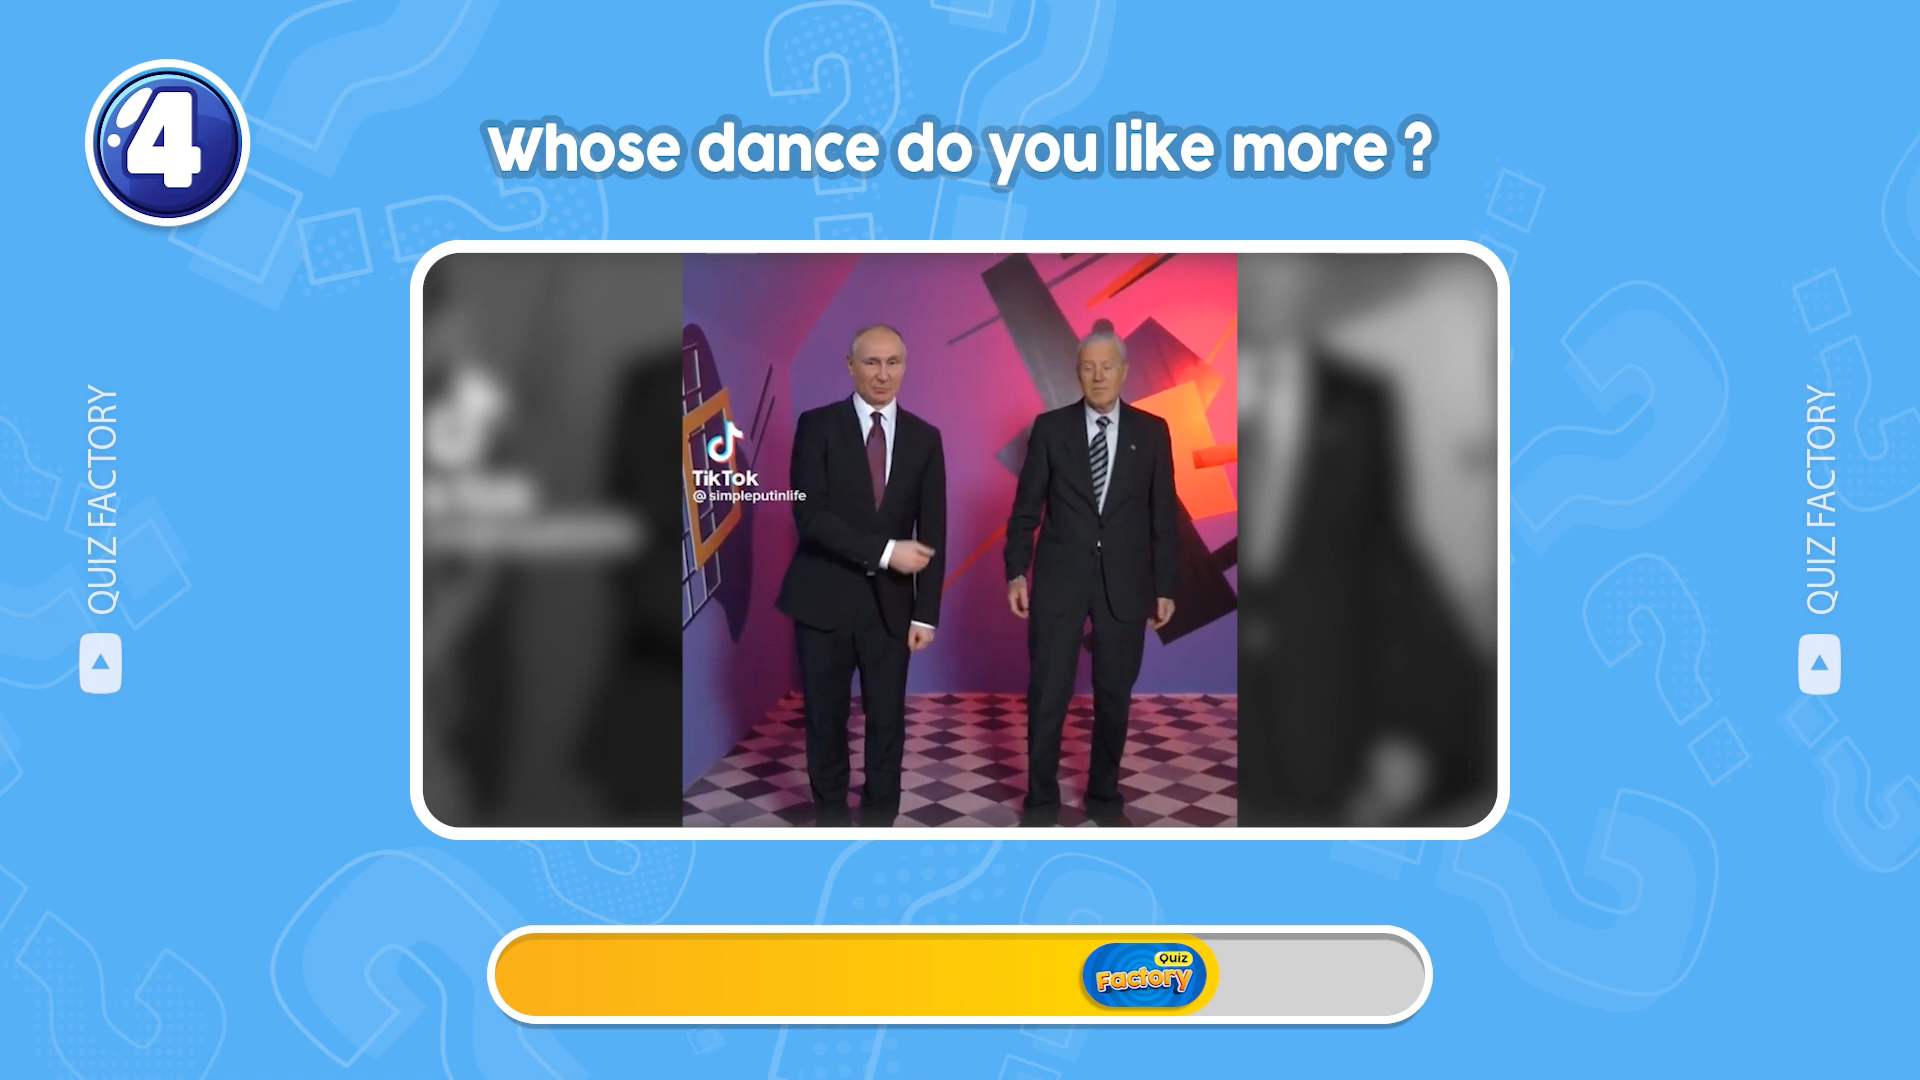 4
Whose dance do you like more ?
TikTok
@simpleputinlife
QUIZ FACTORY
QUIZ FACTORY
Quiz
Factory